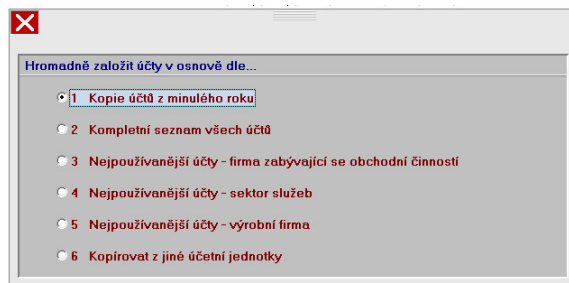 Hromadně založit účty v osnově dle...
1 Kopie účtů z minulého roku
2 Kompletní seznam všech účtů
3 Nejpoužívanější účty - firma zabývající se obchodní činností
4 Nejpoužívanější účty - sektor služeb
5 Nejpoužívanější účty - výrobní firma
6 Kopírovat z jiné účetní jednotky